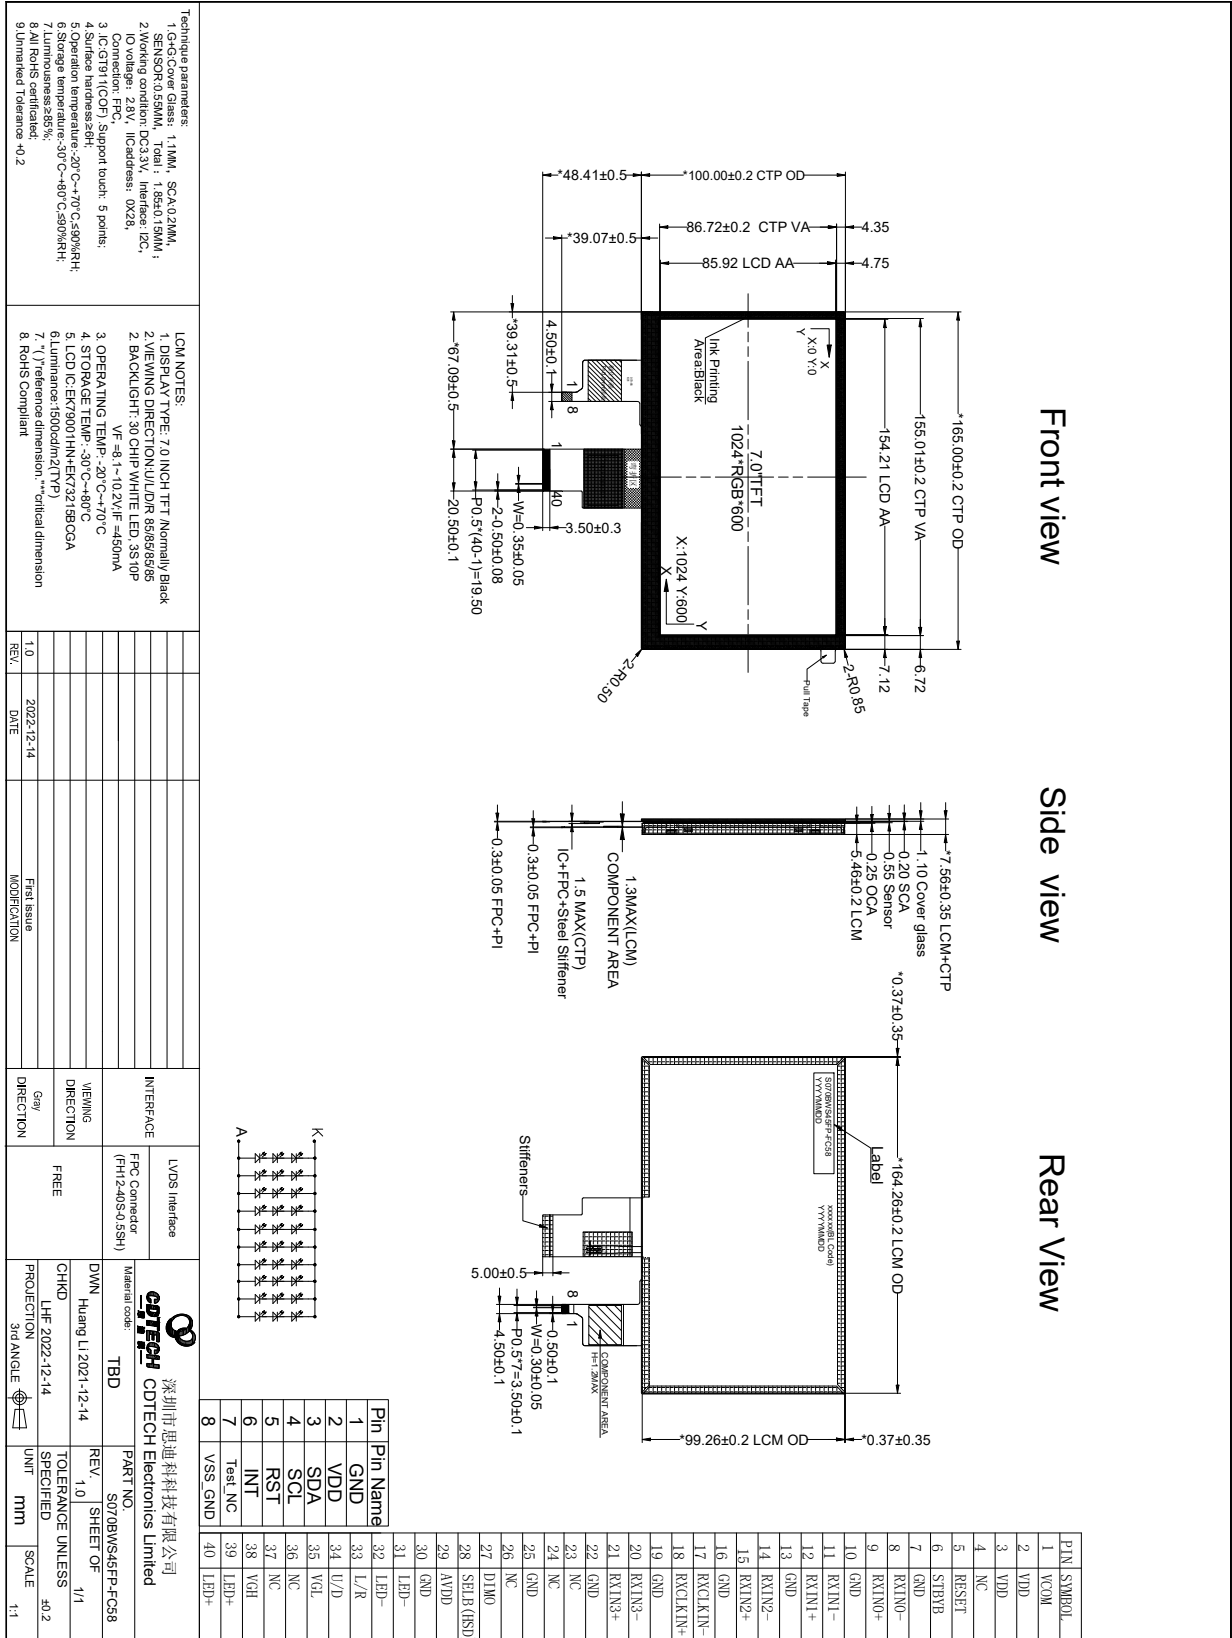 Front view
Side view
Rear View
*165.00±0.2 CTP OD
155.01±0.2 CTP VA
154.21 LCD AA
6.72
7.12
2-R0.85
Pull Tape
2-R0.50
*48.41±0.5
*100.00±0.2 CTP OD
*39.07±0.5
86.72±0.2 CTP VA
4.35
85.92 LCD AA
4.75
X
X:0 Y:0
Y
Ink Printing
Area:Black
7.0"TFT
1024*RGB*600
X:1024 Y:600
X
Y
弯折区
1
8
1
40
4.50±0.1
*39.31±0.5
*67.09±0.5
3.50±0.3
W=0.35±0.05
2-0.50±0.08
P0.5*(40-1)=19.50
20.50±0.1
*7.56±0.35 LCM+CTP
1.10 Cover glass
0.20 SCA
0.55 Sensor
0.25 OCA
5.46±0.2 LCM
1.3MAX(LCM)
COMPONENT AREA
1.5 MAX(CTP)
IC+FPC+Steel Stiffener
0.3±0.05 FPC+PI
0.3±0.05 FPC+PI
*0.37±0.35
*164.26±0.2 LCM OD
Label
S070BWS45FP-FC58
YYYYMMDD
xxxxxx(BL Code)
YYYYMMDD
*99.26±0.2 LCM OD
*0.37±0.35
Stiffeners
5.00±0.5
8
1
COMPONENT AREA
H=1.2MAX
0.50±0.1
W=0.30±0.05
P0.5*7=3.50±0.1
4.50±0.1
K
A
Pin Pin Name
1 GND
2 VDD
3 SDA
4 SCL
5 RST
6 INT
7 Test_NC
8 VSS_GND
PIN SYMBOL
1 VCOM
2 VDD
3 VDD
4 NC
5 RESET
6 STBYB
7 GND
8 RXIN0-
9 RXIN0+
10 GND
11 RXIN1-
12 RXIN1+
13 GND
14 RXIN2-
15 RXIN2+
16 GND
17 RXCLKIN-
18 RXCLKIN+
19 GND
20 RXIN3-
21 RXIN3+
22 GND
23 NC
24 NC
25 GND
26 NC
27 DIMO
28 SELB(HSD
29 AVDD
30 GND
31 LED-
32 LED-
33 L/R
34 U/D
35 VGL
36 NC
37 NC
38 VGH
39 LED+
40 LED+
Technique parameters:
1.G+G:Cover Glass: 1.1MM, SCA:0.2MM,
SENSOR:0.55MM, Total: 1.85±0.15MM;
2.Working condition: DC3.3V, Interface: I2C,
IO voltage: 2.8V, IICaddress: 0X28,
Connection: FPC,
3 .IC:GT911(COF) .Support touch: 5 points;
4.Surface hardness≥6H;
5.Operation temperature:-20°C~+70°C,≤90%RH;
6.Storage temperature:-30°C~+80°C,≤90%RH;
7.Luminousness≥85%;
8.All RoHS certificated;
9.Unmarked Tolerance +0.2
LCM NOTES:
1. DISPLAY TYPE: 7.0 INCH TFT /Normally Black
2.VIEWING DIRECTION:U/L/D/R 85/85/85/85
2. BACKLIGHT: 30 CHIP WHITE LED, 3S10P
VF =8.1~10.2V,IF =450mA
3. OPERATING TEMP: -20°C~+70°C
4. STORAGE TEMP: -30°C~+80°C
5. LCD IC:EK79001HN+EK73215BCGA
6.Luminance:1500cd/m2(TYP)
7. "( )"reference dimension,"*"critical dimension
8. RoHS Compliant
1.0 2022-12-14 First issue
REV. DATE MODIFICATION
INTERFACE
LVDS Interface
FPC Connector
(FH12-40S-0.5SH)
VIEWING
DIRECTION
FREE
Gray
DIRECTION
CDTECH
深圳市思迪科科技有限公司
CDTECH Electronics Limited
Material code:
TBD
PART NO.
S070BWS45FP-FC58
DWN Huang Li 2021-12-14
REV. 1.0
SHEET OF 1/1
CHKD
LHF 2022-12-14
TOLERANCE UNLESS
SPECIFIED ±0.2
PROJECTION
3rd ANGLE
UNIT mm
SCALE 1:1